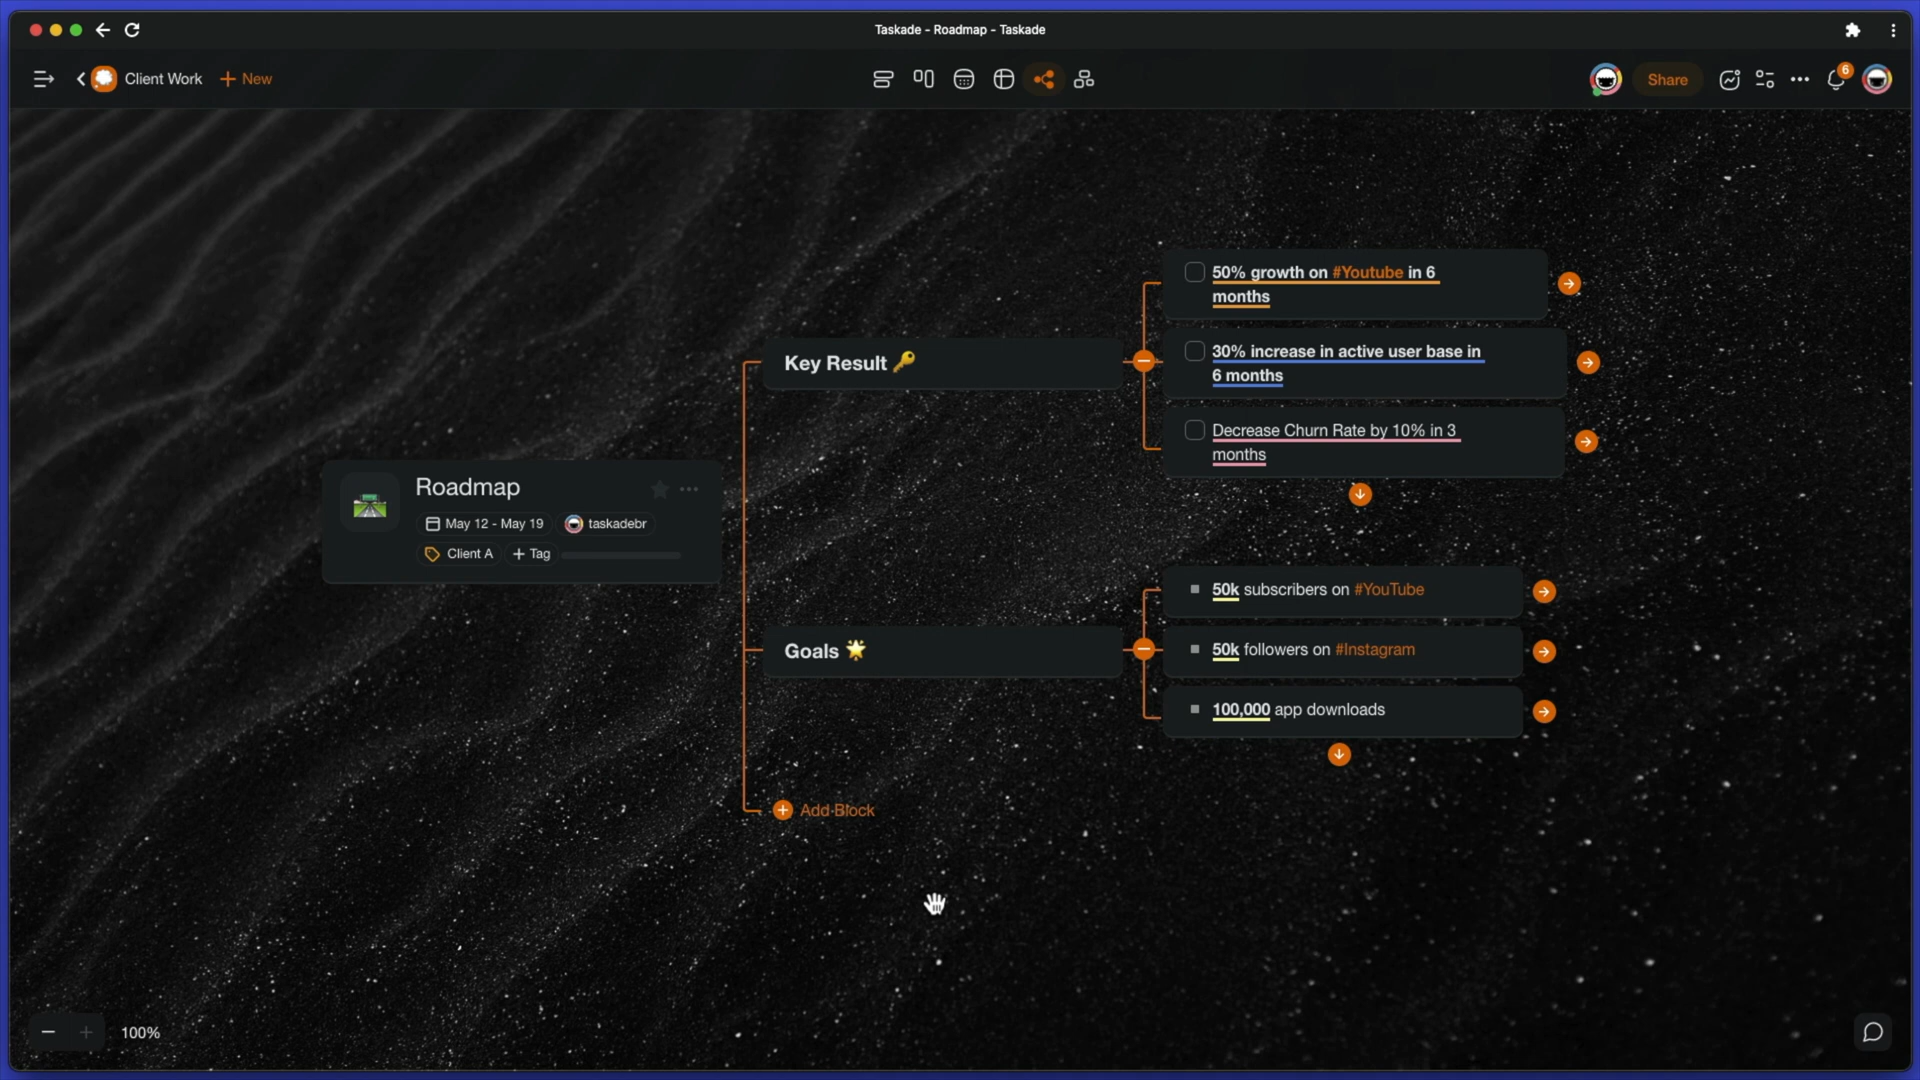 Taskade - Roadmap - Taskade
Client Work
New
Share
6
50% growth on #Youtube in 6
months
Key Result
30% increase in active user base in
6 months
Decrease Churn Rate by 10% in 3
months
Roadmap
May 12 - May 19
taskadebr
Client A
Tag
50k subscribers on #YouTube
Goals
50k followers on #Instagram
100,000 app downloads
Add Block
100%